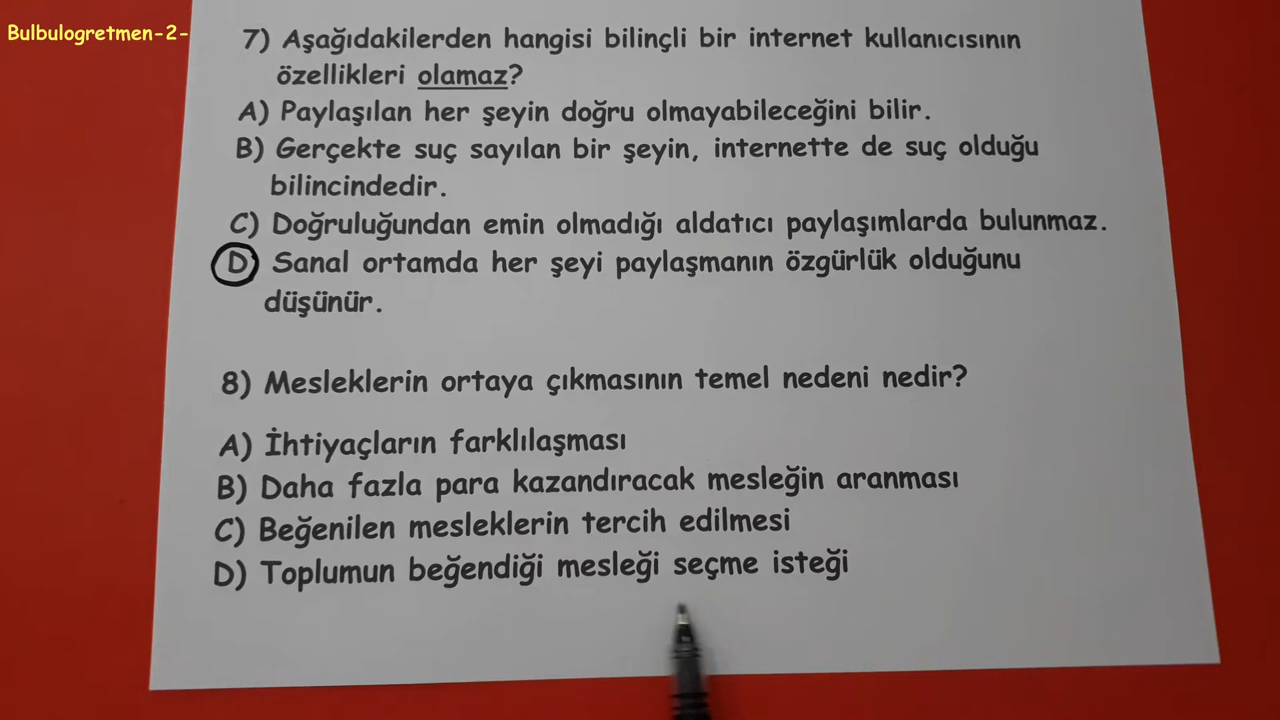 Bulbulogretmen-2-
7) Aşağıdakilerden hangisi bilinçli bir internet kullanıcısının
özellikleri olamaz?
A) Paylaşılan her şeyin doğru olmayabileceğini bilir.
B) Gerçekte suç sayılan bir şeyin, internette de suç olduğu
bilincindedir.
C) Doğruluğundan emin olmadığı aldatıcı paylaşımlarda bulunmaz.
D) Sanal ortamda her şeyi paylaşmanın özgürlük olduğunu
düşünür.
8) Mesleklerin ortaya çıkmasının temel nedeni nedir?
A) İhtiyaçların farklılaşması
B) Daha fazla para kazandıracak mesleğin aranması
C) Beğenilen mesleklerin tercih edilmesi
D) Toplumun beğendiği mesleği seçme isteği